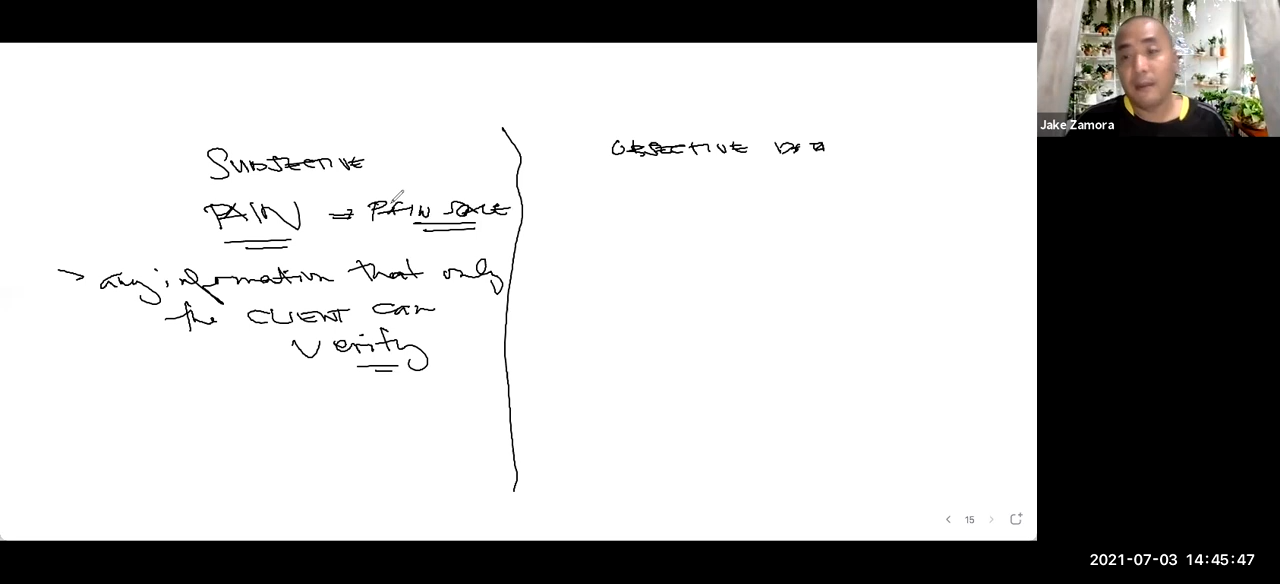 SUBJECTIVE
PAIN ⇒ PAIN SCALE
→ any information that only
the CLIENT can
verify
OBJECTIVE
Jake Zamora
15
2021-07-03 14:45:47